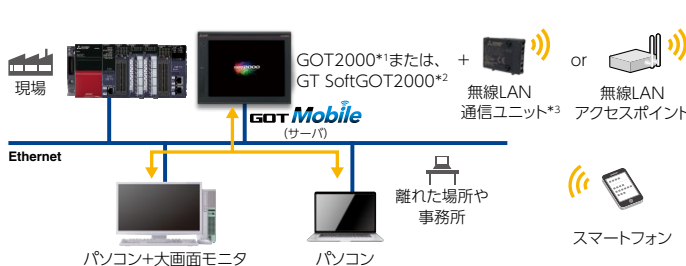 現場
GOT2000*1または、
GT SoftGOT2000*2
+
or
無線LAN
通信ユニット*3
無線LAN
アクセスポイント
GOT Mobile
(サーバ)
Ethernet
離れた場所や
事務所
スマートフォン
パソコン+大画面モニタ
パソコン